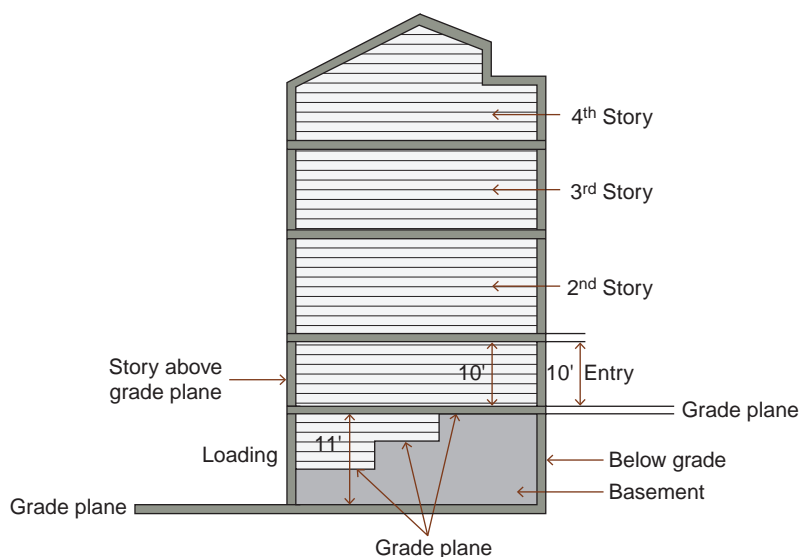 4th Story
3rd Story
2nd Story
Story above
grade plane
10' 10' Entry
Grade plane
Loading 11'
Below grade
Basement
Grade plane
Grade plane